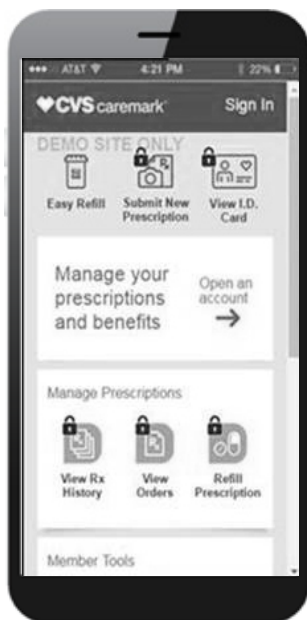 AT&T 4:21 PM 22%
CVS caremark Sign In
DEMO SITE ONLY
Easy Refill Submit New Prescription View I.D. Card
Manage your
prescriptions
and benefits
Open an
account
Manage Prescriptions
View Rx History View Orders Refill Prescription
Member Tools